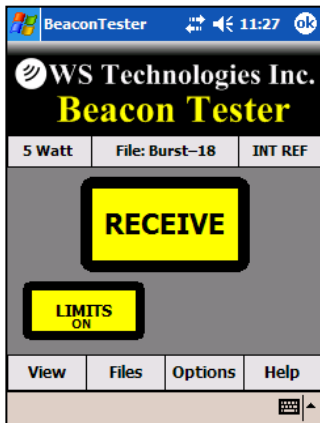 BeaconTester 11:27 ok
WS Technologies Inc.
Beacon Tester
5 Watt File: Burst–18 INT REF
RECEIVE
LIMITS
ON
View Files Options Help